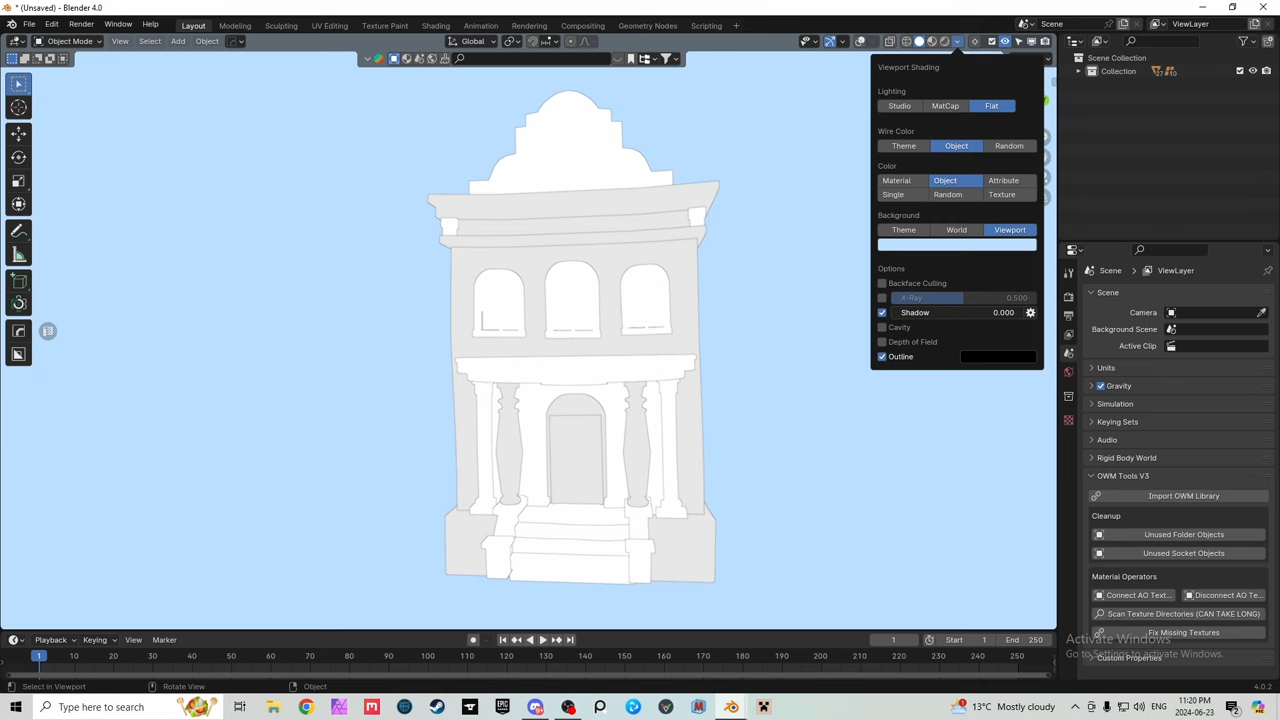 * (Unsaved) - Blender 4.0
File Edit Render Window Help Layout Modeling Sculpting UV Editing Texture Paint Shading Animation Rendering Compositing Geometry Nodes Scripting + Scene ViewLayer
Object Mode View Select Add Object Global
Scene Collection
Collection 27 10
Viewport Shading
Lighting
Studio MatCap Flat
Wire Color
Theme Object Random
Color
Material Object Attribute
Single Random Texture
Background
Theme World Viewport
Options
Backface Culling
X-Ray 0.500
Shadow 0.000
Cavity
Depth of Field
Outline
Scene ViewLayer
Scene
Camera
Background Scene
Active Clip
Units
Gravity
Simulation
Keying Sets
Audio
Rigid Body World
OWM Tools V3
Import OWM Library
Cleanup
Unused Folder Objects
Unused Socket Objects
Material Operators
Connect AO Text... Disconnect AO Te...
Scan Texture Directories (CAN TAKE LONG)
Fix Missing Textures
Custom Properties
Activate Windows
Go to Settings to activate Windows.
Playback Keying View Marker 1 Start 1 End 250
1 10 20 30 40 50 60 70 80 90 100 110 120 130 140 150 160 170 180 190 200 210 220 230 240 250
Select in Viewport Rotate View Object 4.0.2
Type here to search 13°C Mostly cloudy 11:20 PM
2024-06-23